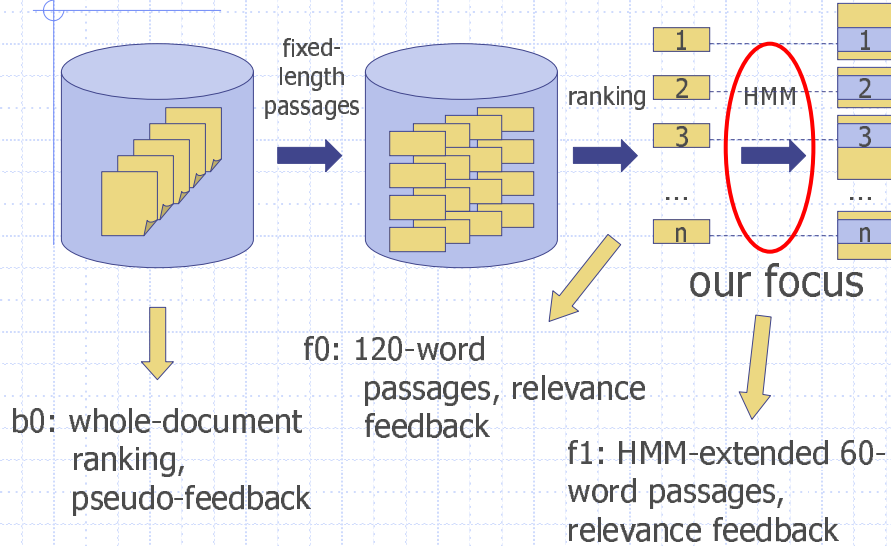 fixed-
length
passages
ranking
HMM
1
2
3
...
n
1
2
3
...
n
our focus
f0: 120-word
passages, relevance
feedback
b0: whole-document
ranking,
pseudo-feedback
f1: HMM-extended 60-
word passages,
relevance feedback